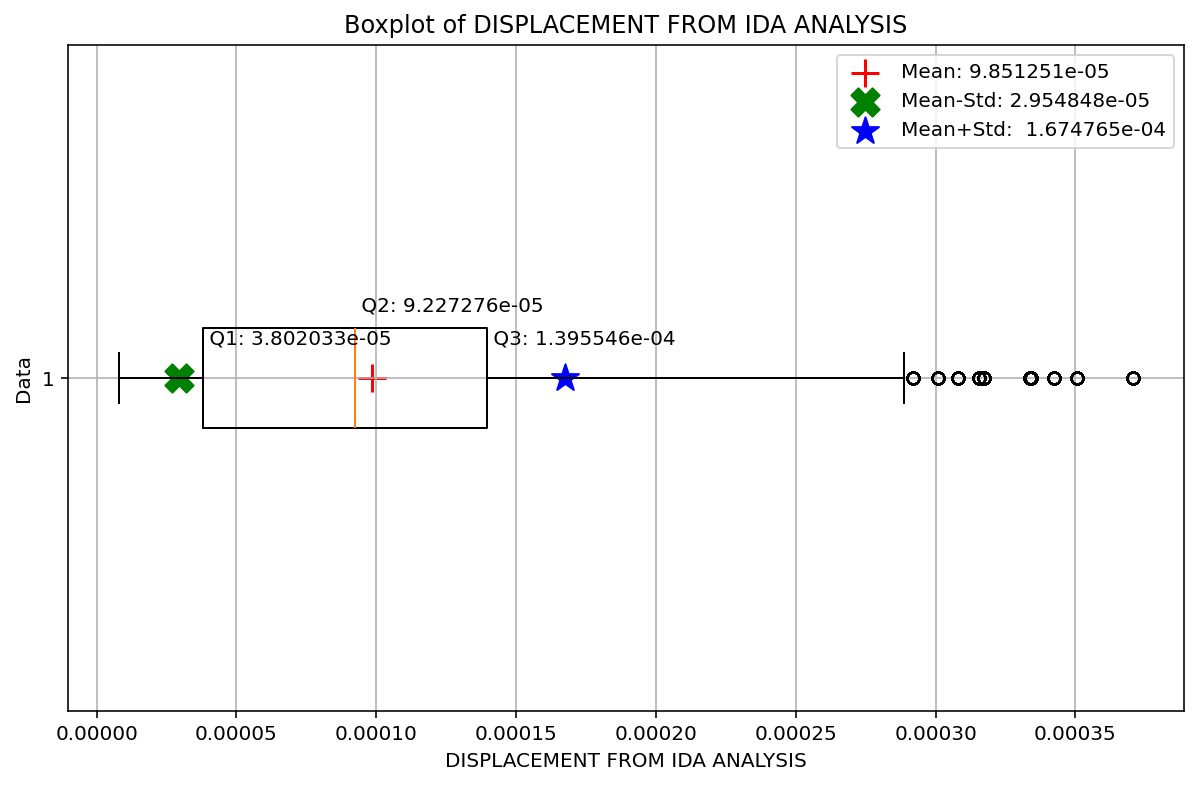 Boxplot of DISPLACEMENT FROM IDA ANALYSIS
Mean: 9.851251e-05
Mean-Std: 2.954848e-05
Mean+Std:  1.674765e-04
Q2: 9.227276e-05
Q1: 3.802033e-05
Q3: 1.395546e-04
Data
1
0.00000 0.00005 0.00010 0.00015 0.00020 0.00025 0.00030 0.00035
DISPLACEMENT FROM IDA ANALYSIS